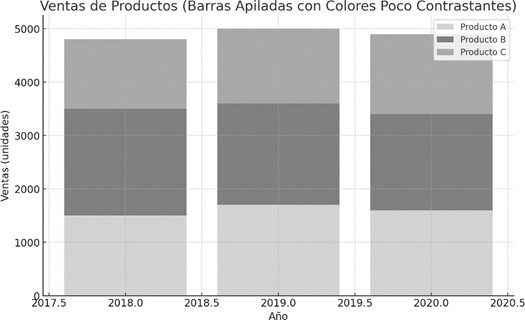 Ventas de Productos (Barras Apiladas con Colores Poco Contrastantes)
Producto A
Producto B
Producto C
5000
4000
3000
2000
1000
0
Ventas (unidades)
2017.5 2018.0 2018.5 2019.0 2019.5 2020.0 2020.5
Año